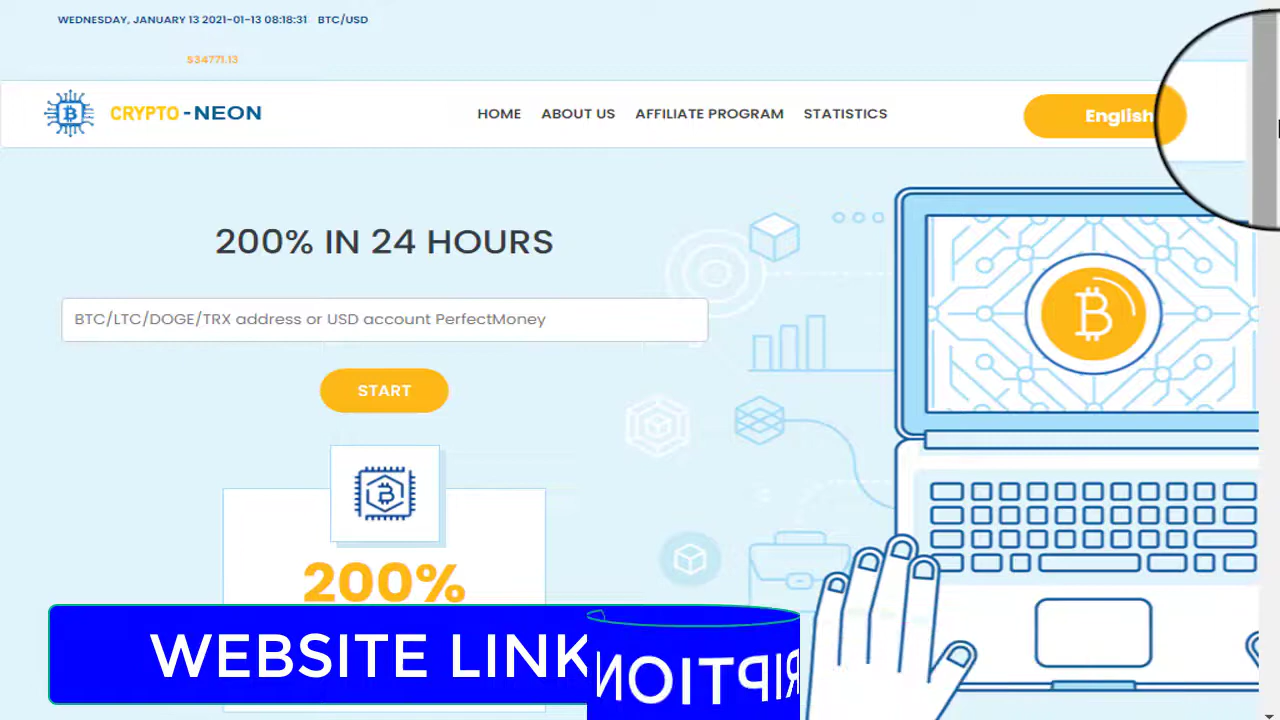 WEDNESDAY, JANUARY 13 2021-01-13 08:18:31 BTC/USD
$34771.13
CRYPTO-NEON HOME ABOUT US AFFILIATE PROGRAM STATISTICS English
200% IN 24 HOURS
BTC/LTC/DOGE/TRX address or USD account PerfectMoney
START
200%
WEBSITE LINK